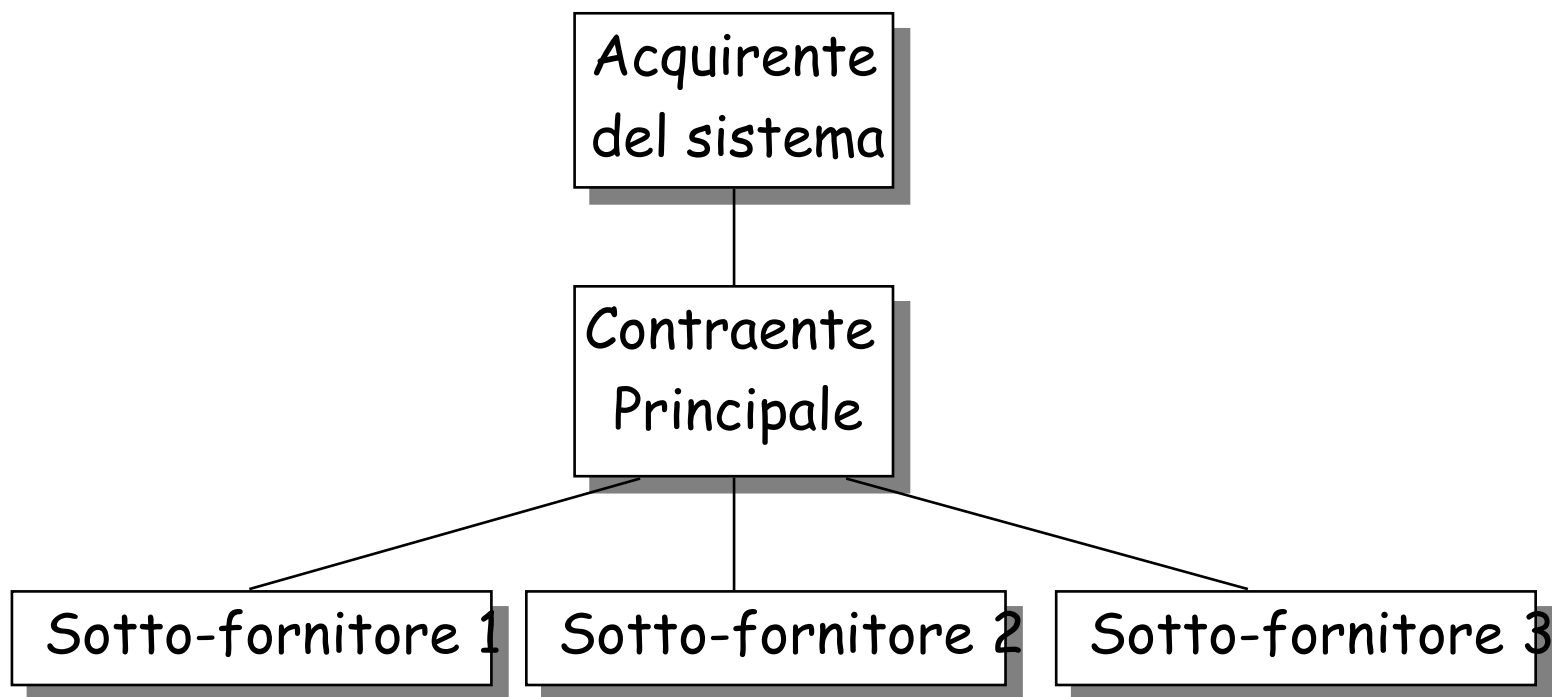 Acquirente
del sistema
Contraente
Principale
Sotto-fornitore 1
Sotto-fornitore 2
Sotto-fornitore 3